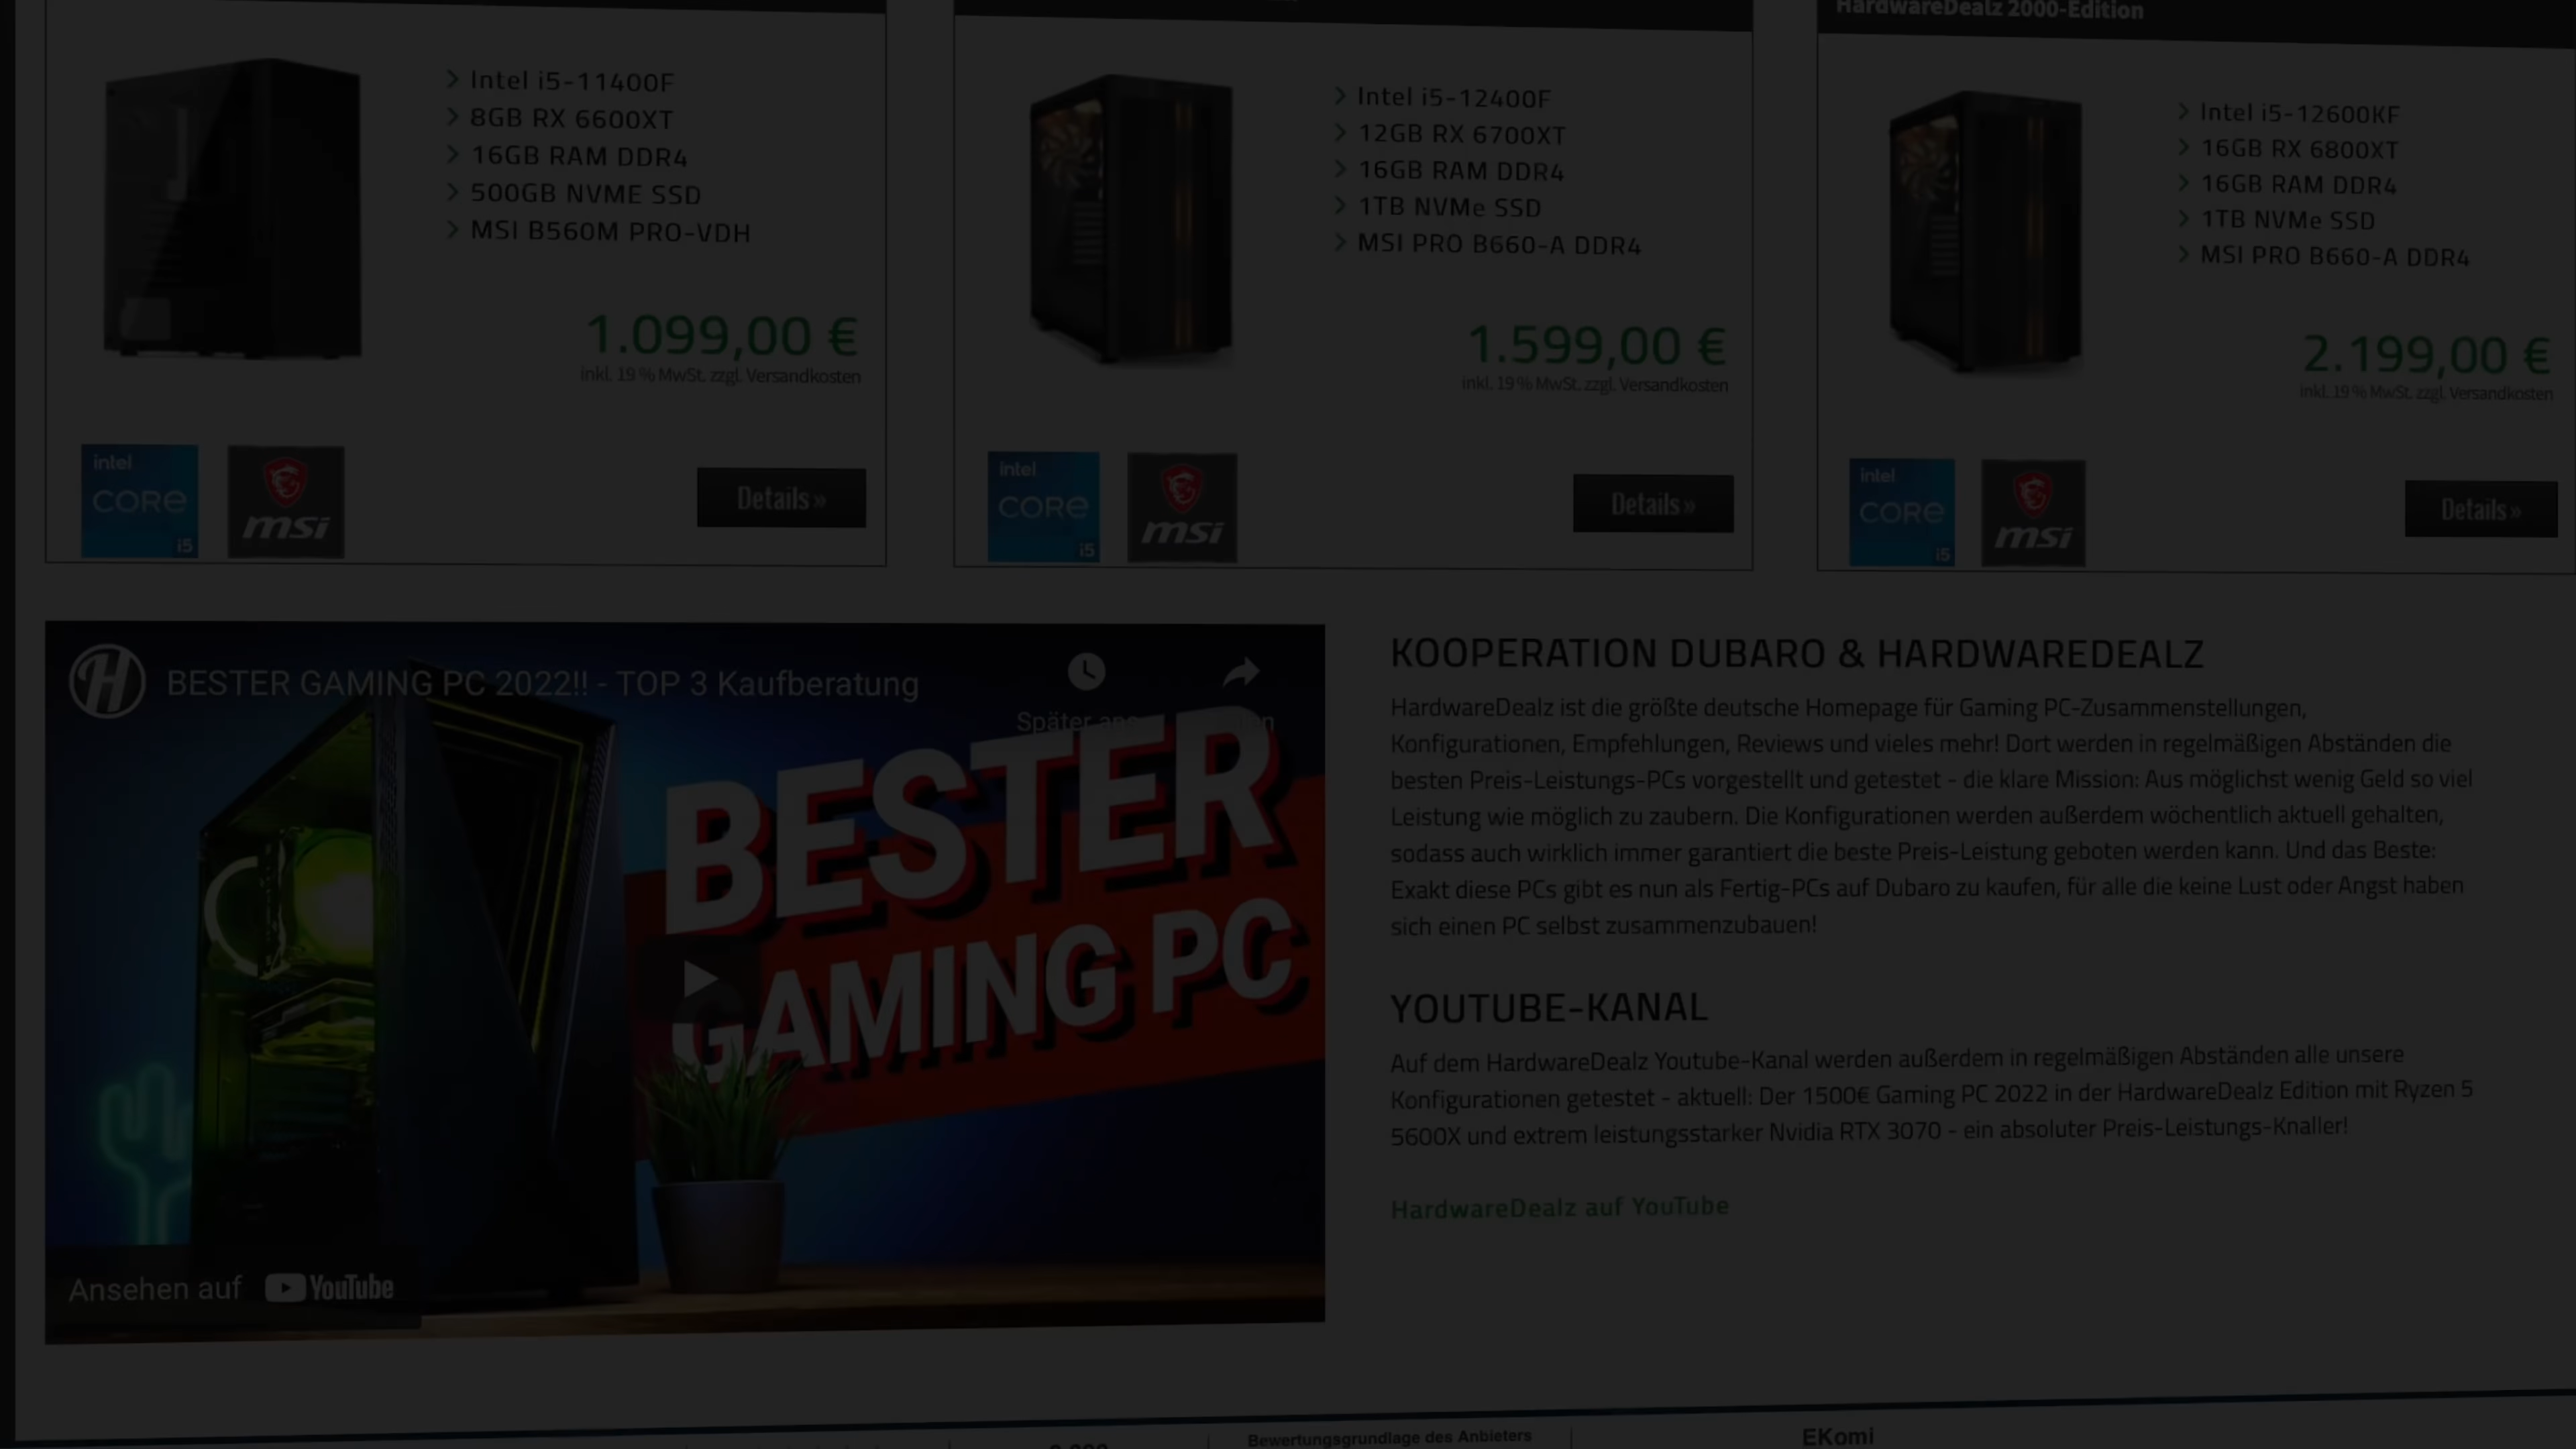 HardwareDealz 2000-Edition
Intel i5-11400F
8GB RX 6600XT
16GB RAM DDR4
500GB NVME SSD
MSI B560M PRO-VDH
1.099,00 €
inkl. 19 % MwSt. zzgl. Versandkosten
intel
CORE
i5
msi
Details »
Intel i5-12400F
12GB RX 6700XT
16GB RAM DDR4
1TB NVMe SSD
MSI PRO B660-A DDR4
1.599,00 €
inkl. 19 % MwSt. zzgl. Versandkosten
intel
CORE
i5
msi
Details »
Intel i5-12600KF
16GB RX 6800XT
16GB RAM DDR4
1TB NVMe SSD
MSI PRO B660-A DDR4
2.199,00 €
inkl. 19 % MwSt. zzgl. Versandkosten
intel
CORE
i5
msi
Details »
H BESTER GAMING PC 2022!! - TOP 3 Kaufberatung
Später
BESTER
GAMING PC
Ansehen auf YouTube
KOOPERATION DUBARO & HARDWAREDEALZ
HardwareDealz ist die größte deutsche Homepage für Gaming PC-Zusammenstellungen,
Konfigurationen, Empfehlungen, Reviews und vieles mehr! Dort werden in regelmäßigen Abständen die
besten Preis-Leistungs-PCs vorgestellt und getestet - die klare Mission: Aus möglichst wenig Geld so viel
Leistung wie möglich zu zaubern. Die Konfigurationen werden außerdem wöchentlich aktuell gehalten,
sodass auch wirklich immer garantiert die beste Preis-Leistung geboten werden kann. Und das Beste:
Exakt diese PCs gibt es nun als Fertig-PCs auf Dubaro zu kaufen, für alle die keine Lust oder Angst haben
sich einen PC selbst zusammenzubauen!
YOUTUBE-KANAL
Auf dem HardwareDealz Youtube-Kanal werden außerdem in regelmäßigen Abständen alle unsere
Konfigurationen getestet - aktuell: Der 1500€ Gaming PC 2022 in der HardwareDealz Edition mit Ryzen 5
5600X und extrem leistungsstarker Nvidia RTX 3070 - ein absoluter Preis-Leistungs-Knaller!
HardwareDealz auf YouTube
Bewertungsgrundlage des Anbieters
EKomi